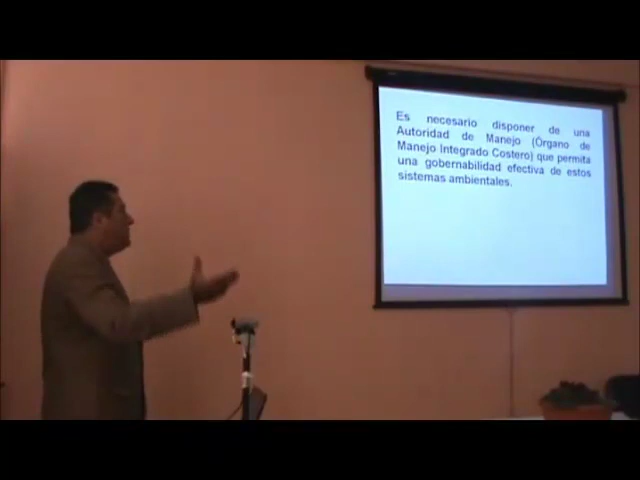 Es necesario disponer de una
Autoridad de Manejo (Órgano de
Manejo Integrado Costero) que permita
una gobernabilidad efectiva de estos
sistemas ambientales.